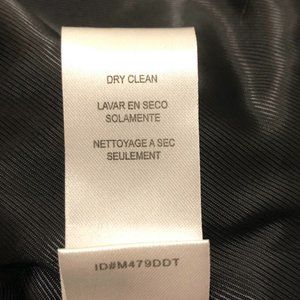 DRY CLEAN
LAVAR EN SECO
SOLAMENTE
NETTOYAGE A SEC
SEULEMENT
ID#M479DDT